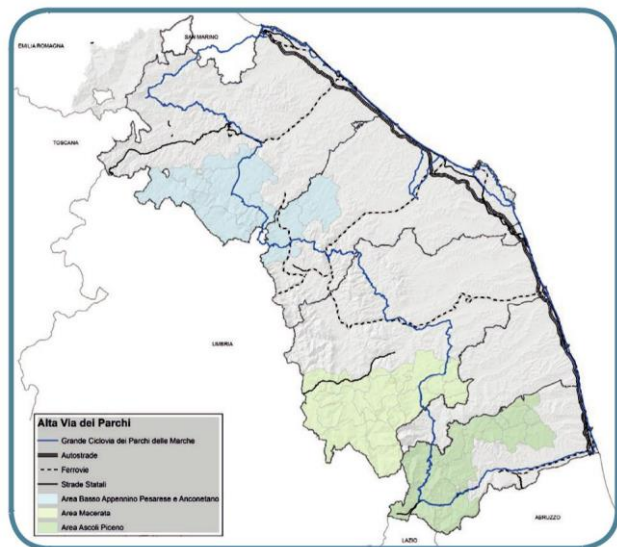 SAN MARINO
EMILIA-ROMAGNA
TOSCANA
UMBRIA
Alta Via dei Parchi
Grande Ciclovia dei Parchi delle Marche
Autostrade
Ferrovie
Strade Statali
Area Basso Appennino Pesarese e Anconetano
Area Macerata
Area Ascoli Piceno
ABRUZZO
LAZIO